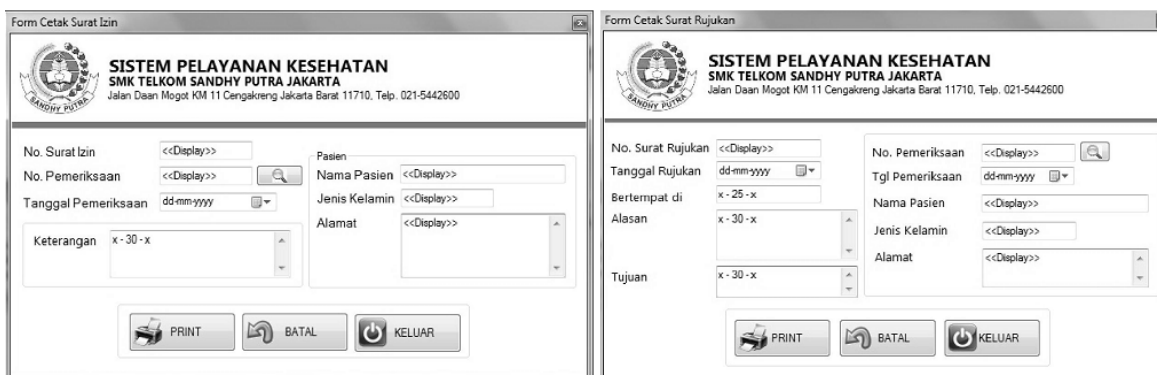 Form Cetak Surat Izin
SANDHY PUTRA
SISTEM PELAYANAN KESEHATAN
SMK TELKOM SANDHY PUTRA JAKARTA
Jalan Daan Mogot KM 11 Cengakreng Jakarta Barat 11710, Telp. 021-5442600
No. Surat Izin <<Display>>
No. Pemeriksaan <<Display>>
Tanggal Pemeriksaan dd-mm-yyyy
Keterangan x - 30 - x
Pasien
Nama Pasien <<Display>>
Jenis Kelamin <<Display>>
Alamat <<Display>>
PRINT BATAL KELUAR
Form Cetak Surat Rujukan
SANDHY PUTRA
SISTEM PELAYANAN KESEHATAN
SMK TELKOM SANDHY PUTRA JAKARTA
Jalan Daan Mogot KM 11 Cengakreng Jakarta Barat 11710, Telp. 021-5442600
No. Surat Rujukan <<Display>>
Tanggal Rujukan dd-mm-yyyy
Bertempat di x - 25 - x
Alasan x - 30 - x
Tujuan x - 30 - x
No. Pemeriksaan <<Display>>
Tgl Pemeriksaan dd-mm-yyyy
Nama Pasien <<Display>>
Jenis Kelamin <<Display>>
Alamat <<Display>>
PRINT BATAL KELUAR